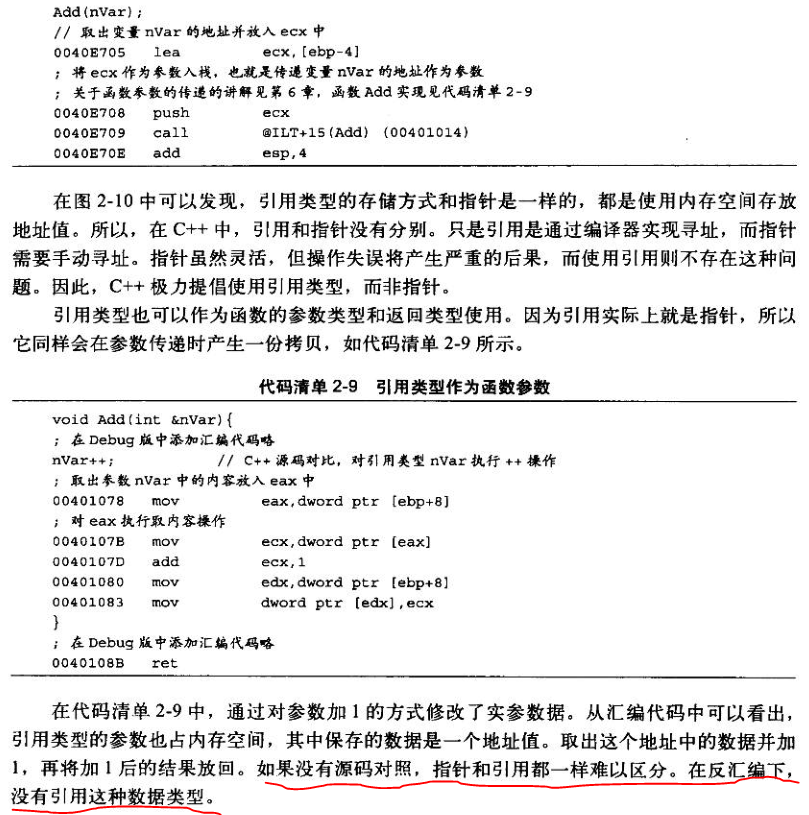 Add(nVar);
// 取出变量 nVar 的地址并放入 ecx 中
0040E705 lea ecx,[ebp-4]
; 将 ecx 作为参数入栈，也就是传递变量 nVar 的地址作为参数
; 关于函数参数的传递的讲解见第 6 章，函数 Add 实现见代码清单 2-9
0040E708 push ecx
0040E709 call @ILT+15(Add) (00401014)
0040E70E add esp,4
在图 2-10 中可以发现，引用类型的存储方式和指针是一样的，都是使用内存空间存放
地址值。所以，在 C++ 中，引用和指针没有分别。只是引用是通过编译器实现寻址，而指针
需要手动寻址。指针虽然灵活，但操作失误将产生严重的后果，而使用引用则不存在这种问
题。因此，C++ 极力提倡使用引用类型，而非指针。
引用类型也可以作为函数的参数类型和返回类型使用。因为引用实际上就是指针，所以
它同样会在参数传递时产生一份拷贝，如代码清单 2-9 所示。
代码清单 2-9 引用类型作为函数参数
void Add(int &nVar){
; 在 Debug 版中添加汇编代码略
nVar++; // C++ 源码对比，对引用类型 nVar 执行 ++ 操作
; 取出参数 nVar 中的内容放入 eax 中
00401078 mov eax,dword ptr [ebp+8]
; 对 eax 执行取内容操作
0040107B mov ecx,dword ptr [eax]
0040107D add ecx,1
00401080 mov edx,dword ptr [ebp+8]
00401083 mov dword ptr [edx],ecx
}
; 在 Debug 版中添加汇编代码略
0040108B ret
在代码清单 2-9 中，通过对参数加 1 的方式修改了实参数据。从汇编代码中可以看出，
引用类型的参数也占内存空间，其中保存的数据是一个地址值。取出这个地址中的数据并加
1，再将加 1 后的结果放回。如果没有源码对照，指针和引用都一样难以区分。在反汇编下，
没有引用这种数据类型。